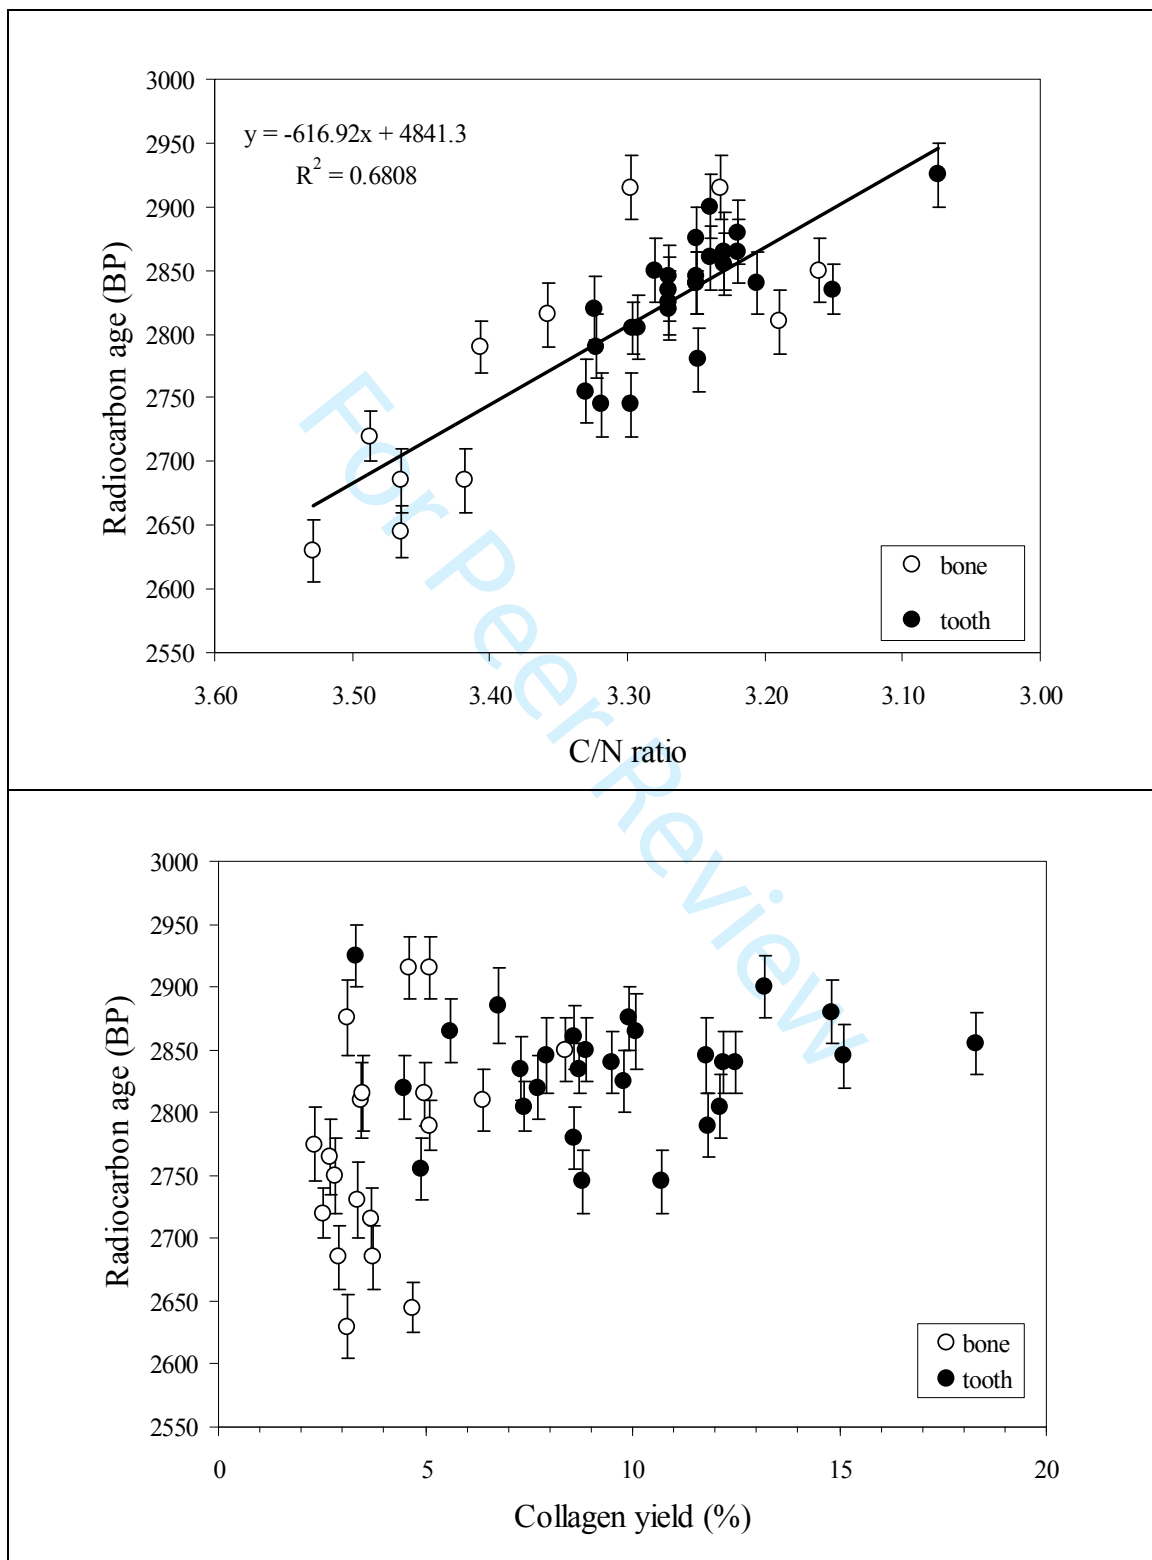 3000
y = -616.92x + 4841.3
R² = 0.6808
2950
2900
2850
2800
2750
2700
2650
2600
2550
Radiocarbon age (BP)
bone
tooth
3.60 3.50 3.40 3.30 3.20 3.10 3.00
C/N ratio
For Peer Review
3000
2950
2900
2850
2800
2750
2700
2650
2600
2550
Radiocarbon age (BP)
bone
tooth
0 5 10 15 20
Collagen yield (%)